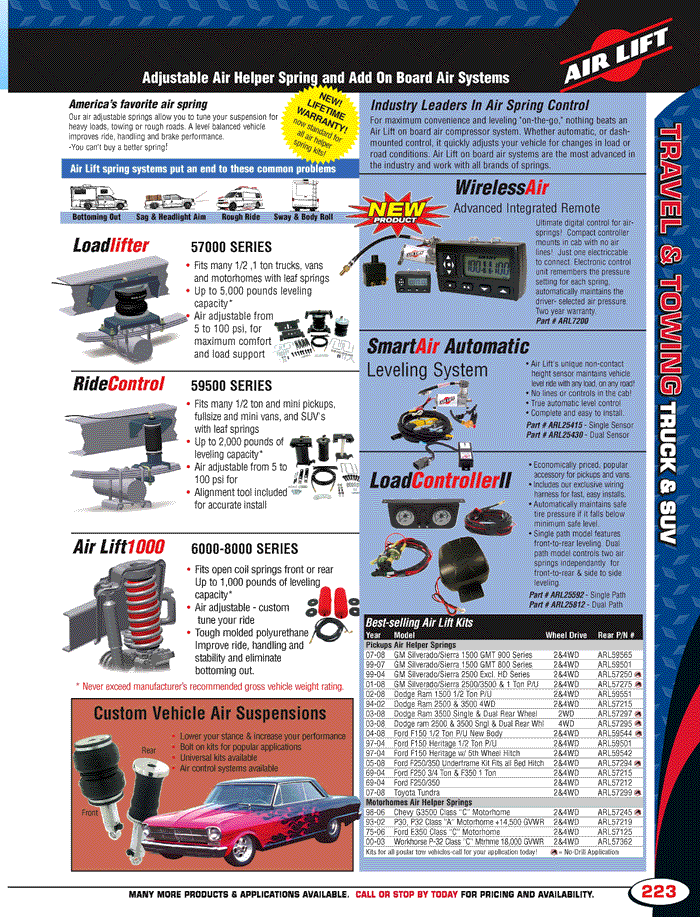 AIR LIFT
Adjustable Air Helper Spring and Add On Board Air Systems
America's favorite air spring
Our air adjustable springs allow you to tune your suspension for
heavy loads, towing or rough roads. A level balanced vehicle
improves ride, handling and brake performance.
-You can't buy a better spring!
NEW!
LIFETIME
WARRANTY!
now standard for
all air helper
spring kits!
Air Lift spring systems put an end to these common problems
Bottoming Out Sag & Headlight Aim Rough Ride Sway & Body Roll
Loadlifter 57000 SERIES
• Fits many 1/2 ,1 ton trucks, vans
and motorhomes with leaf springs
• Up to 5,000 pounds leveling
capacity*
• Air adjustable from
5 to 100 psi, for
maximum comfort
and load support
RideControl 59500 SERIES
• Fits many 1/2 ton and mini pickups,
fullsize and mini vans, and SUV's
with leaf springs
• Up to 2,000 pounds of
leveling capacity*
• Air adjustable from 5 to
100 psi for
• Alignment tool included
for accurate install
Air Lift1000 6000-8000 SERIES
• Fits open coil springs front or rear
Up to 1,000 pounds of leveling
capacity*
• Air adjustable - custom
tune your ride
• Tough molded polyurethane
Improve ride, handling and
stability and eliminate
bottoming out.
* Never exceed manufacturer's recommended gross vehicle weight rating.
Custom Vehicle Air Suspensions
• Lower your stance & increase your performance
• Bolt on kits for popular applications
• Universal kits available
• Air control systems available
Rear
Front
Industry Leaders In Air Spring Control
For maximum convenience and leveling "on-the-go," nothing beats an
Air Lift on board air compressor system. Whether automatic, or dash-
mounted control, it quickly adjusts your vehicle for changes in load or
road conditions. Air Lift on board air systems are the most advanced in
the industry and work with all brands of springs.
WirelessAir
Advanced Integrated Remote
NEW
PRODUCT
Ultimate digital control for air-
springs! Compact controller
mounts in cab with no air
lines! Just one electriccable
to connect. Electronic control
unit remembers the pressure
setting for each spring,
automatically maintains the
driver- selected air pressure.
Two year warranty.
Part # ARL7200
SmartAir Automatic
Leveling System
• Air Lift's unique non-contact
height sensor maintains vehicle
level ride with any load, on any road!
• No lines or controls in the cab!
• True automatic level control
• Complete and easy to install.
Part # ARL25415 - Single Sensor
Part # ARL25430 - Dual Sensor
LoadControllerII
• Economically priced, popular
accessory for pickups and vans.
• Includes our exclusive wiring
harness for fast, easy installs.
• Automatically maintains safe
tire pressure if it falls below
minimum safe level.
• Single path model features
front-to-rear leveling. Dual
path model controls two air
springs independantly for
front-to-rear & side to side
leveling.
Part # ARL25592 - Single Path
Part # ARL25812 - Dual Path
Best-selling Air Lift Kits
Year Model Wheel Drive Rear P/N #
Pickups Air Helper Springs
07-08 GM Silverado/Sierra 1500 GMT 900 Series 2&4WD ARL59565
99-07 GM Silverado/Sierra 1500 GMT 800 Series 2&4WD ARL59501
99-04 GM Silverado/Sierra 2500 Excl. HD Series 2&4WD ARL57250
01-08 GM Silverado/Sierra 2500/3500 & 1 Ton P/U 2&4WD ARL57275
02-08 Dodge Ram 1500 1/2 Ton P/U 2&4WD ARL59551
94-02 Dodge Ram 2500 & 3500 4WD 2&4WD ARL57215
03-08 Dodge Ram 3500 Single & Dual Rear Wheel 2WD ARL57297
03-08 Dodge ram 2500 & 3500 Sngl & Dual Rear Whl 4WD ARL57295
04-08 Ford F150 1/2 Ton P/U New Body 2&4WD ARL59544
97-04 Ford F150 Heritage 1/2 Ton P/U 2&4WD ARL59501
97-04 Ford F150 Heritage w/ 5th Wheel Hitch 2&4WD ARL59542
05-08 Ford F250/350 Underframe Kit Fits all Bed Hitch 2&4WD ARL57294
69-04 Ford F250 3/4 Ton & F350 1 Ton 2&4WD ARL57215
69-04 Ford F250/350 2&4WD ARL57212
07-08 Toyota Tundra 2&4WD ARL57299
Motorhomes Air Helper Springs
98-06 Chevy G3500 Class "C" Motorhome 2&4WD ARL57245
93-02 P30, P32 Class "A" Motorhome +14,500 GVWR 2&4WD ARL57219
75-06 Ford E350 Class "C" Motorhome 2&4WD ARL57125
00-03 Workhorse P-32 Class "C" Mtrhme 18,000 GVWR 2&4WD ARL57362
Kits for all poular tow vehicles-call for your application today! = No-Drill Application
TRAVEL & TOWING TRUCK & SUV
MANY MORE PRODUCTS & APPLICATIONS AVAILABLE. CALL OR STOP BY TODAY FOR PRICING AND AVAILABILITY.
223